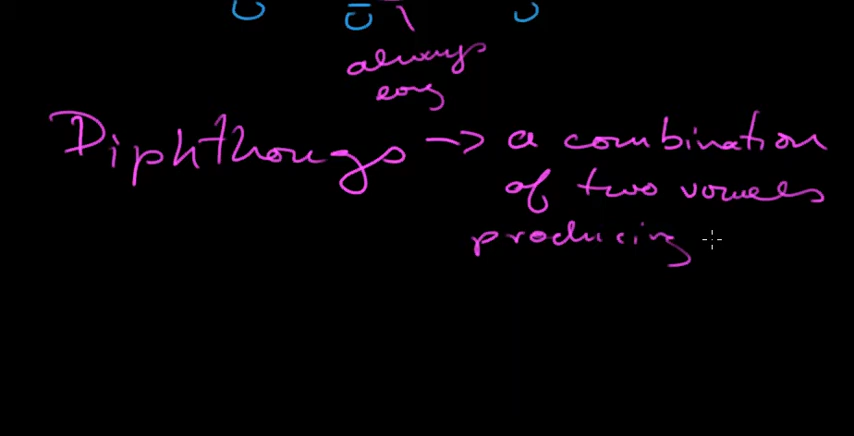 ō
always
long
Diphthongs → a combination
of two vowels
producing